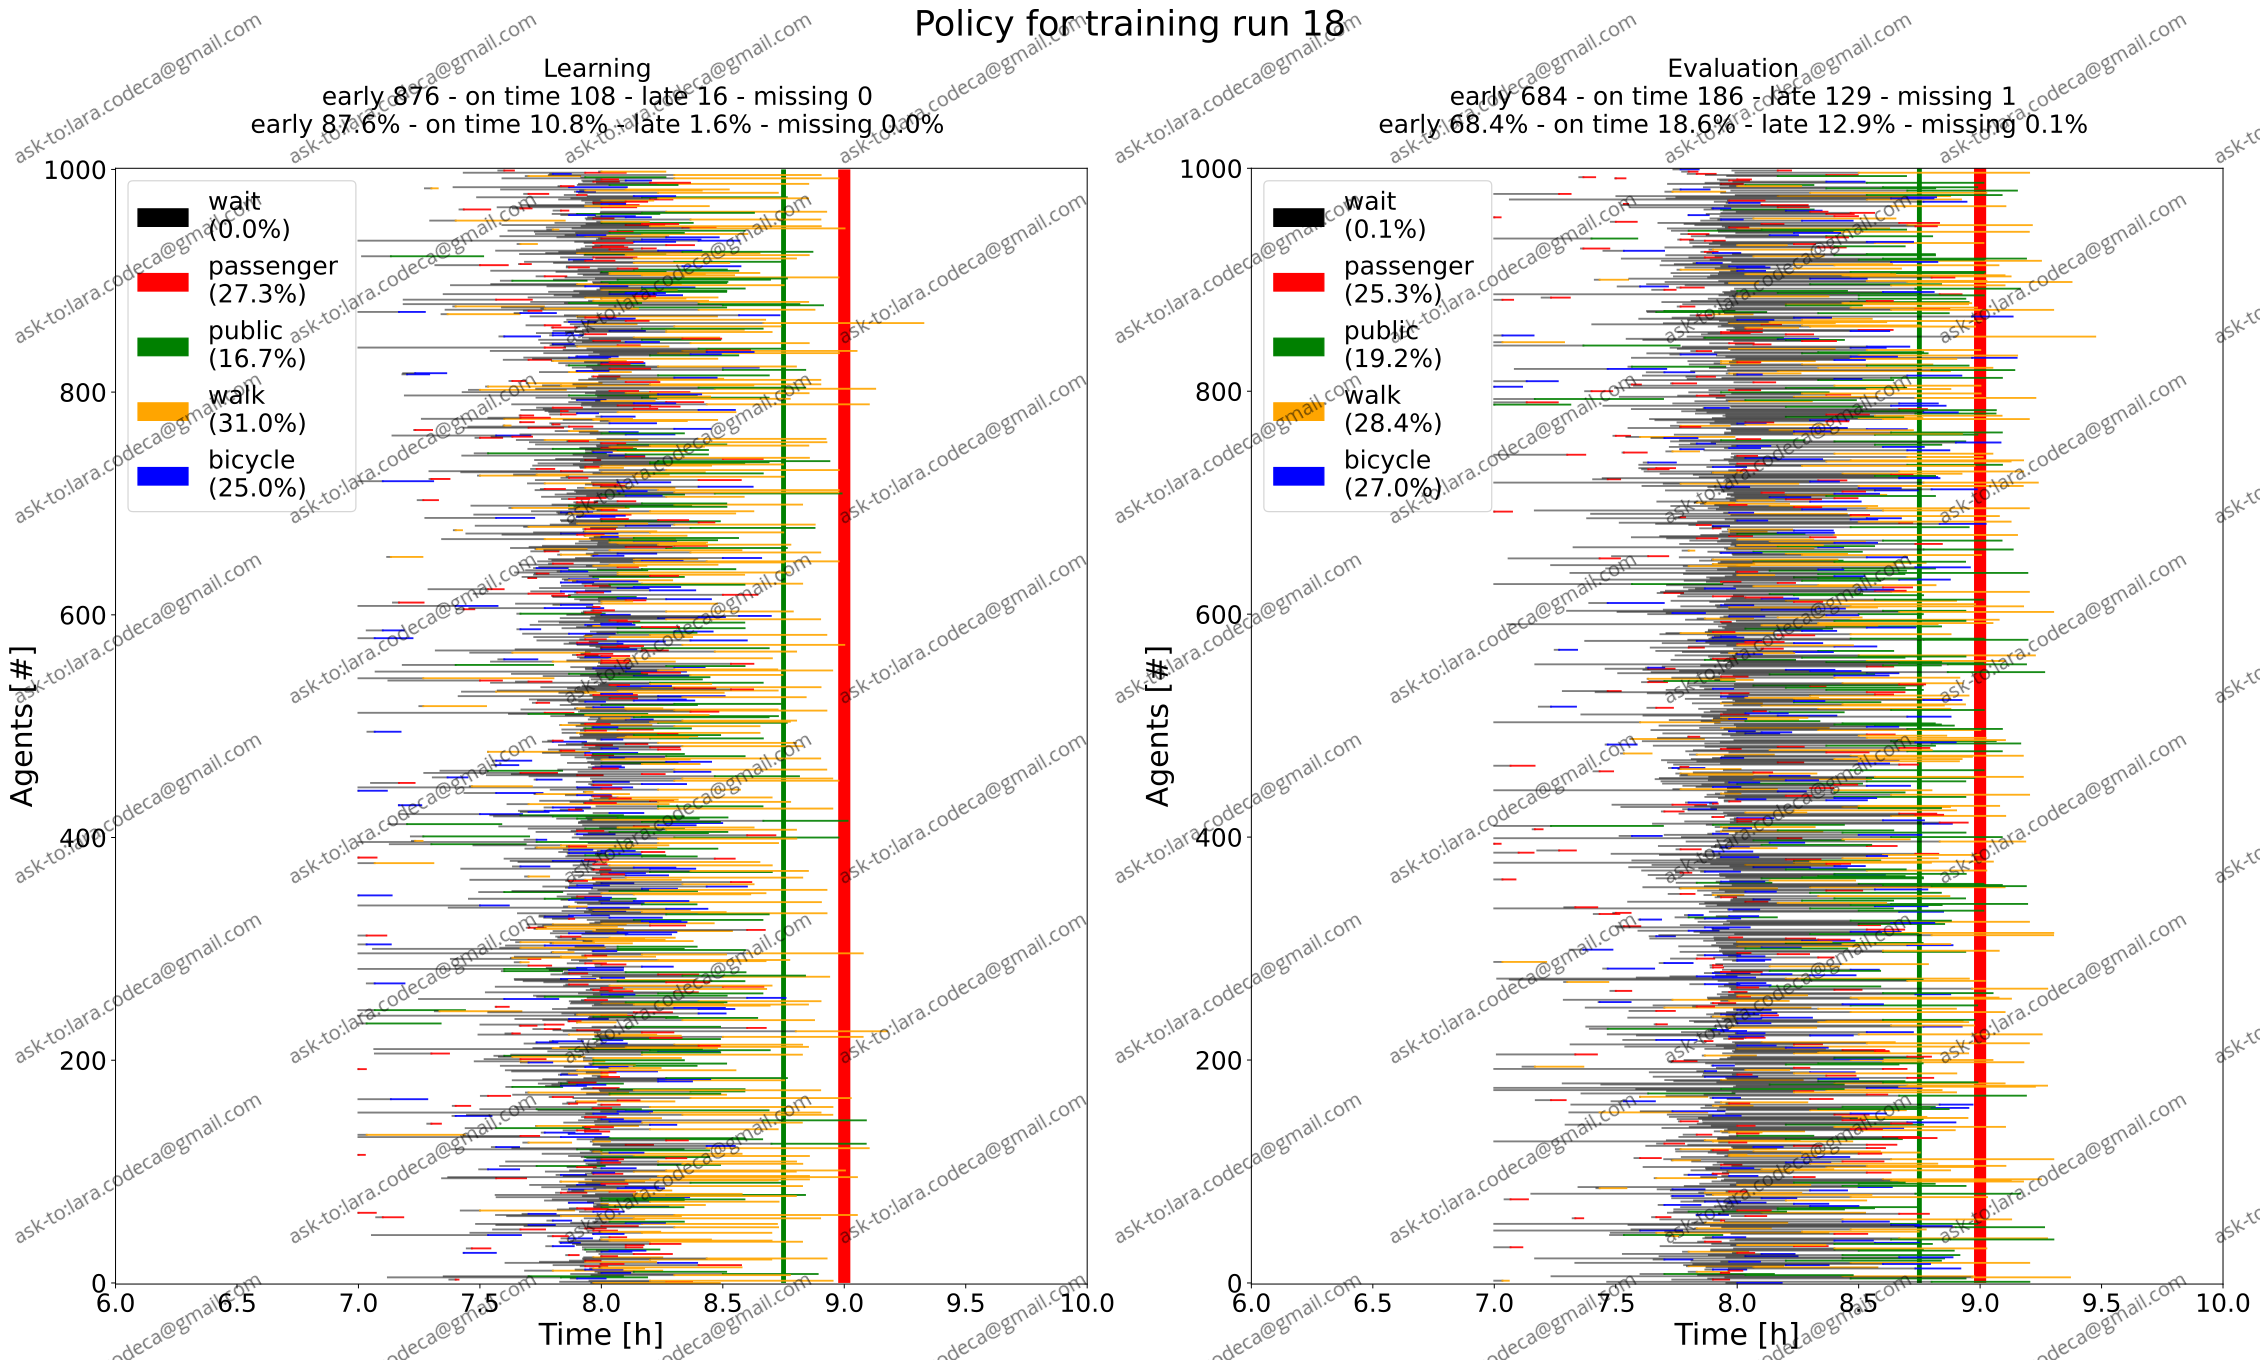 Policy for training run 18
Learning
early 876 - on time 108 - late 16 - missing 0
early 87.6% - on time 10.8% - late 1.6% - missing 0.0%
1000
800
600
400
200
0
Agents [#]
wait
(0.0%)
passenger
(27.3%)
public
(16.7%)
walk
(31.0%)
bicycle
(25.0%)
6.0 6.5 7.0 7.5 8.0 8.5 9.0 9.5 10.0
Time [h]
Evaluation
early 684 - on time 186 - late 129 - missing 1
early 68.4% - on time 18.6% - late 12.9% - missing 0.1%
1000
800
600
400
200
0
Agents [#]
wait
(0.1%)
passenger
(25.3%)
public
(19.2%)
walk
(28.4%)
bicycle
(27.0%)
6.0 6.5 7.0 7.5 8.0 8.5 9.0 9.5 10.0
Time [h]
ask-to:lara.codeca@gmail.com